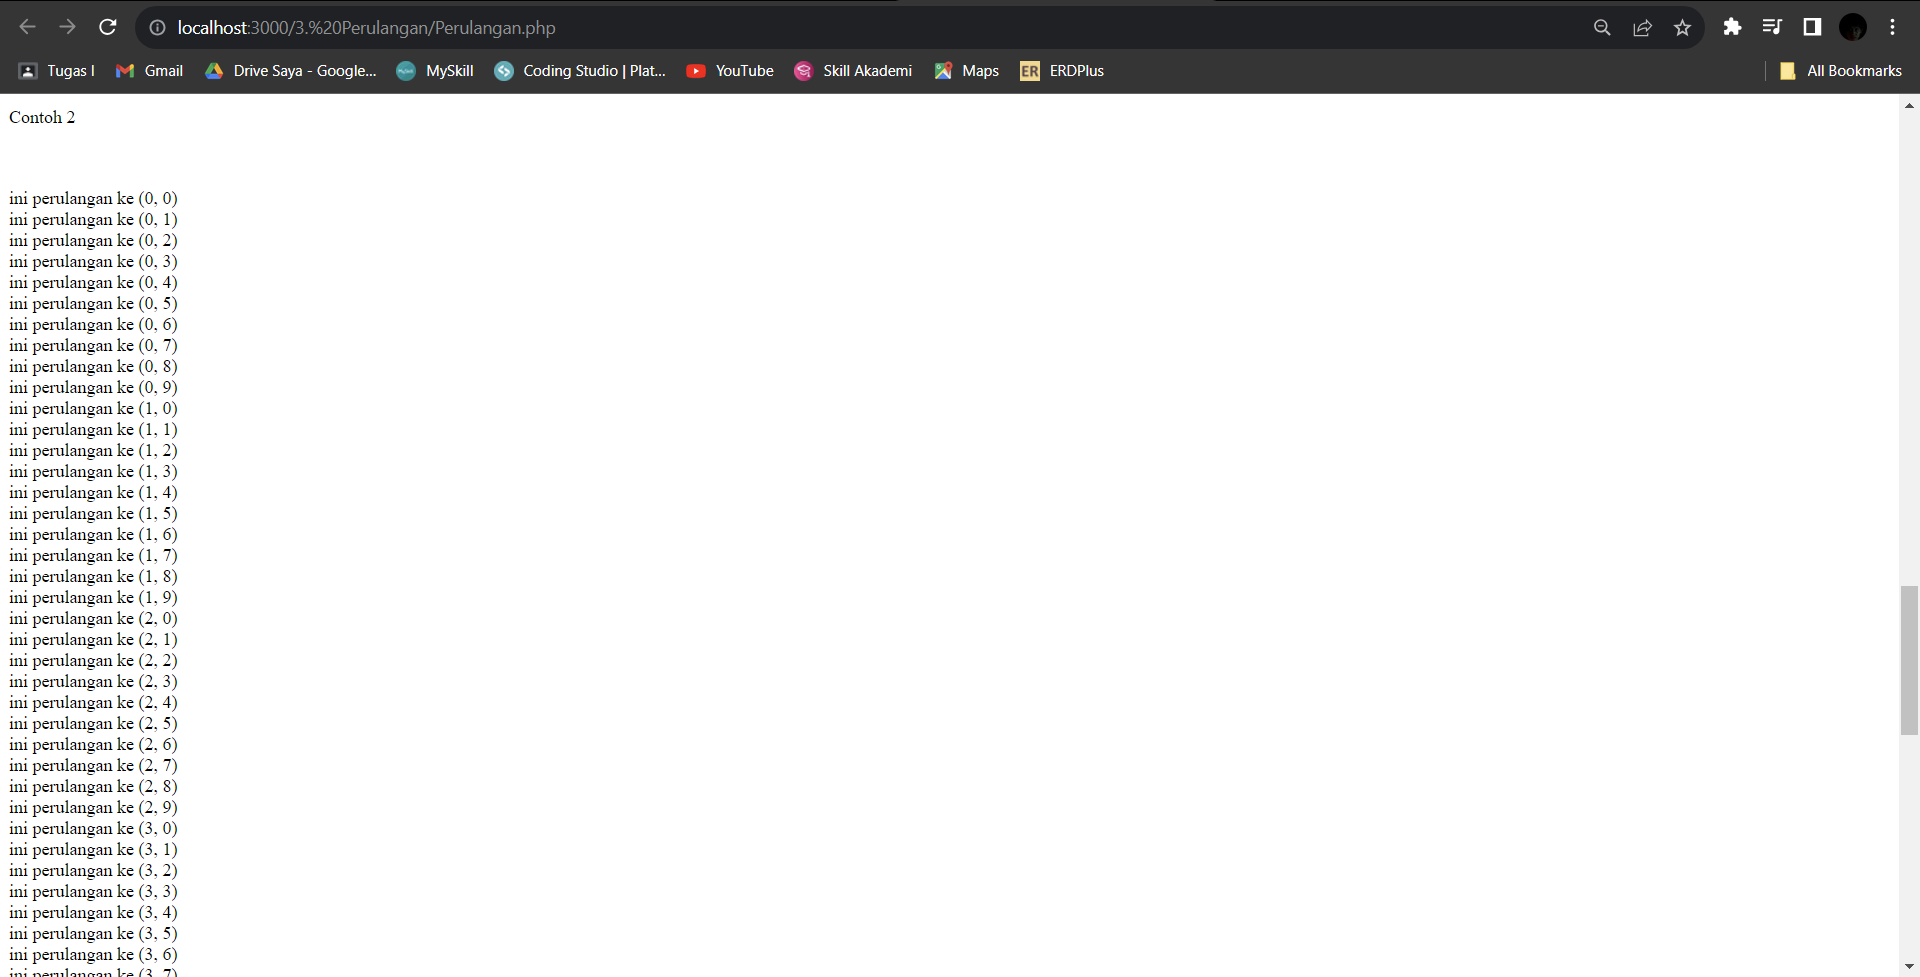 localhost:3000/3.%20Perulangan/Perulangan.php
Tugas I Gmail Drive Saya - Google... MySkill Coding Studio | Plat... YouTube Skill Akademi Maps ER ERDPlus All Bookmarks
Contoh 2
ini perulangan ke (0, 0)
ini perulangan ke (0, 1)
ini perulangan ke (0, 2)
ini perulangan ke (0, 3)
ini perulangan ke (0, 4)
ini perulangan ke (0, 5)
ini perulangan ke (0, 6)
ini perulangan ke (0, 7)
ini perulangan ke (0, 8)
ini perulangan ke (0, 9)
ini perulangan ke (1, 0)
ini perulangan ke (1, 1)
ini perulangan ke (1, 2)
ini perulangan ke (1, 3)
ini perulangan ke (1, 4)
ini perulangan ke (1, 5)
ini perulangan ke (1, 6)
ini perulangan ke (1, 7)
ini perulangan ke (1, 8)
ini perulangan ke (1, 9)
ini perulangan ke (2, 0)
ini perulangan ke (2, 1)
ini perulangan ke (2, 2)
ini perulangan ke (2, 3)
ini perulangan ke (2, 4)
ini perulangan ke (2, 5)
ini perulangan ke (2, 6)
ini perulangan ke (2, 7)
ini perulangan ke (2, 8)
ini perulangan ke (2, 9)
ini perulangan ke (3, 0)
ini perulangan ke (3, 1)
ini perulangan ke (3, 2)
ini perulangan ke (3, 3)
ini perulangan ke (3, 4)
ini perulangan ke (3, 5)
ini perulangan ke (3, 6)
ini perulangan ke (3, 7)